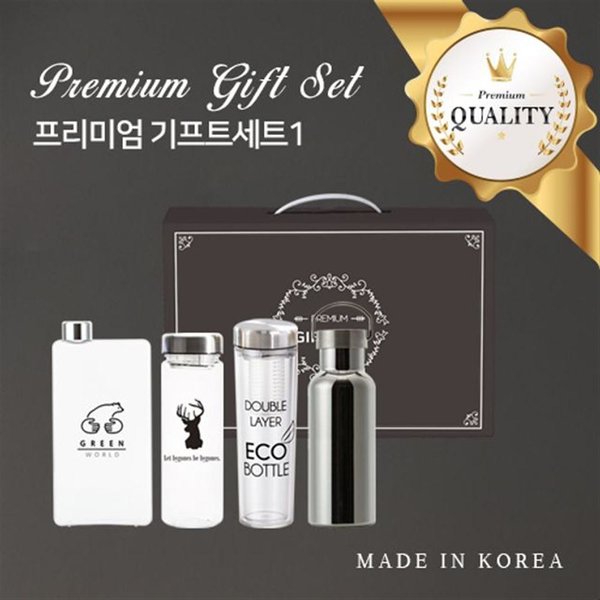 Premium Gift Set
프리미엄 기프트세트1
Premium
QUALITY
PREMIUM
GREEN
WORLD
Let bygones be bygones.
DOUBLE
LAYER
ECO
BOTTLE
MADE IN KOREA